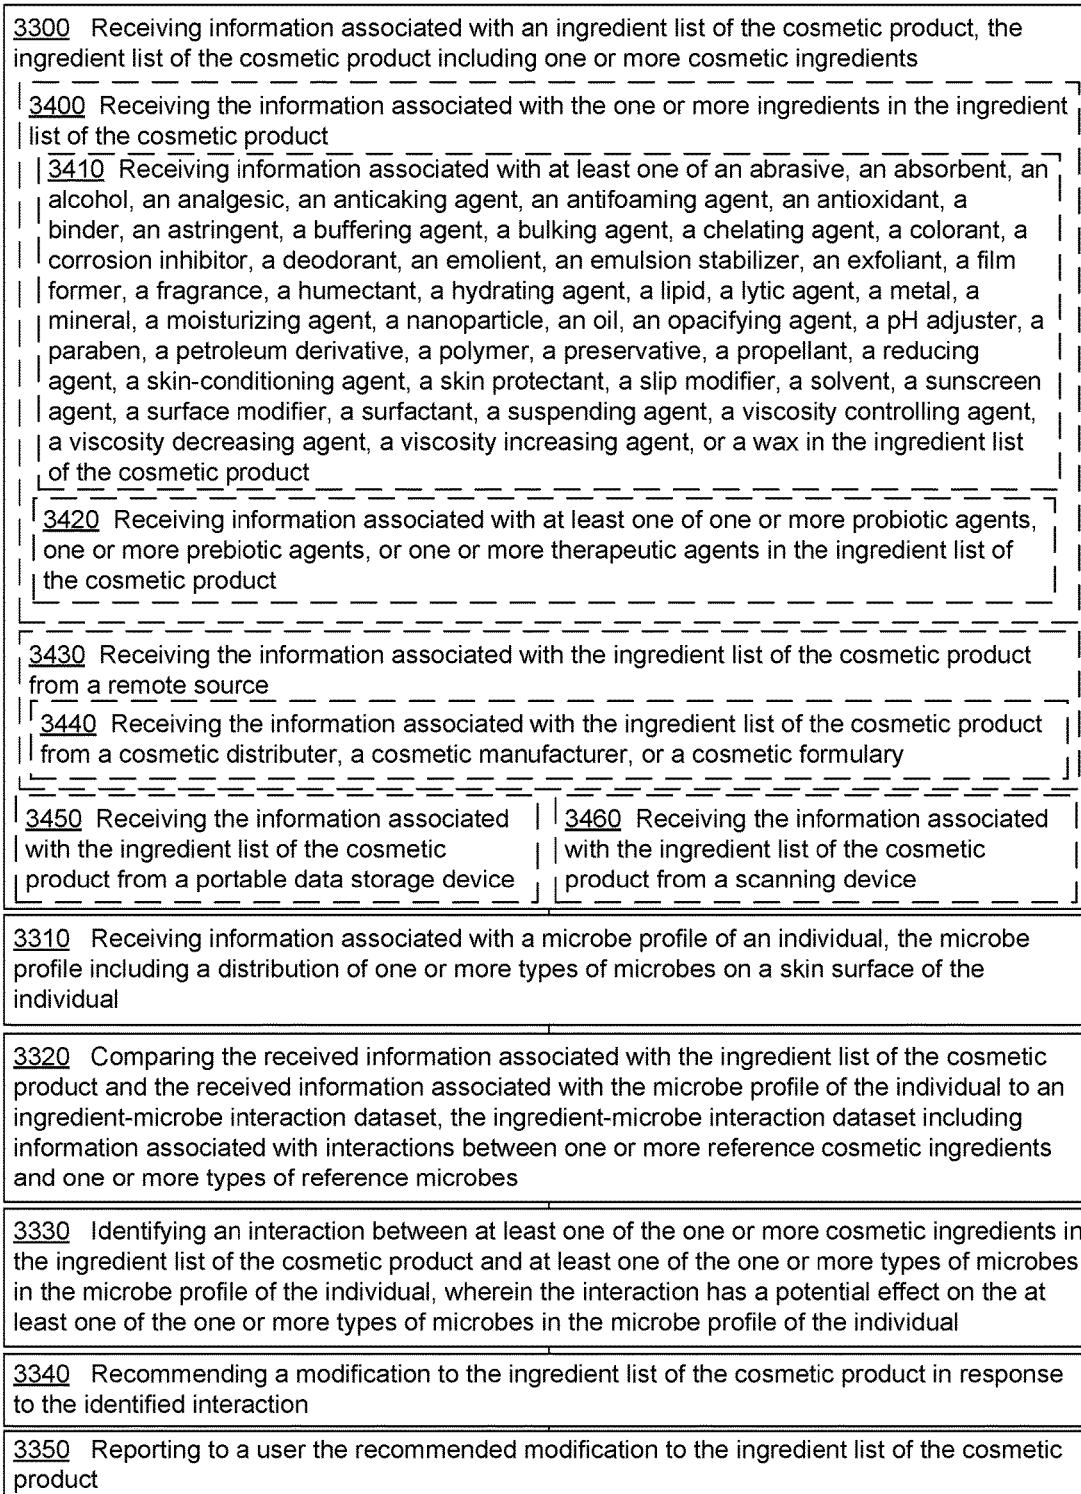 3300 Receiving information associated with an ingredient list of the cosmetic product, the
ingredient list of the cosmetic product including one or more cosmetic ingredients
3400 Receiving the information associated with the one or more ingredients in the ingredient
list of the cosmetic product
3410 Receiving information associated with at least one of an abrasive, an absorbent, an
alcohol, an analgesic, an anticaking agent, an antifoaming agent, an antioxidant, a
binder, an astringent, a buffering agent, a bulking agent, a chelating agent, a colorant, a
corrosion inhibitor, a deodorant, an emolient, an emulsion stabilizer, an exfoliant, a film
former, a fragrance, a humectant, a hydrating agent, a lipid, a lytic agent, a metal, a
mineral, a moisturizing agent, a nanoparticle, an oil, an opacifying agent, a pH adjuster, a
paraben, a petroleum derivative, a polymer, a preservative, a propellant, a reducing
agent, a skin-conditioning agent, a skin protectant, a slip modifier, a solvent, a sunscreen
agent, a surface modifier, a surfactant, a suspending agent, a viscosity controlling agent,
a viscosity decreasing agent, a viscosity increasing agent, or a wax in the ingredient list
of the cosmetic product
3420 Receiving information associated with at least one of one or more probiotic agents,
one or more prebiotic agents, or one or more therapeutic agents in the ingredient list of
the cosmetic product
3430 Receiving the information associated with the ingredient list of the cosmetic product
from a remote source
3440 Receiving the information associated with the ingredient list of the cosmetic product
from a cosmetic distributer, a cosmetic manufacturer, or a cosmetic formulary
3450 Receiving the information associated
with the ingredient list of the cosmetic
product from a portable data storage device
3460 Receiving the information associated
with the ingredient list of the cosmetic
product from a scanning device
3310 Receiving information associated with a microbe profile of an individual, the microbe
profile including a distribution of one or more types of microbes on a skin surface of the
individual
3320 Comparing the received information associated with the ingredient list of the cosmetic
product and the received information associated with the microbe profile of the individual to an
ingredient-microbe interaction dataset, the ingredient-microbe interaction dataset including
information associated with interactions between one or more reference cosmetic ingredients
and one or more types of reference microbes
3330 Identifying an interaction between at least one of the one or more cosmetic ingredients in
the ingredient list of the cosmetic product and at least one of the one or more types of microbes
in the microbe profile of the individual, wherein the interaction has a potential effect on the at
least one of the one or more types of microbes in the microbe profile of the individual
3340 Recommending a modification to the ingredient list of the cosmetic product in response
to the identified interaction
3350 Reporting to a user the recommended modification to the ingredient list of the cosmetic
product